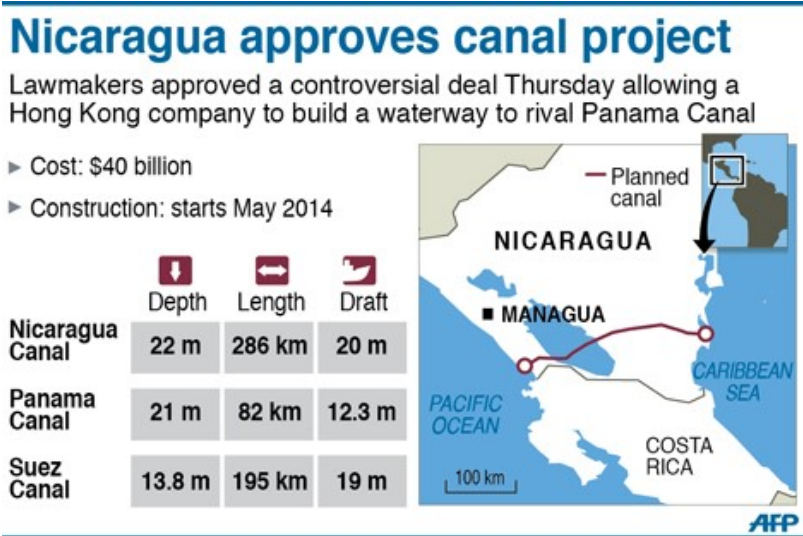 Nicaragua approves canal project
Lawmakers approved a controversial deal Thursday allowing a
Hong Kong company to build a waterway to rival Panama Canal
Cost: $40 billion
Construction: starts May 2014
Depth Length Draft
Nicaragua
Canal
22 m 286 km 20 m
Panama
Canal
21 m 82 km 12.3 m
Suez
Canal
13.8 m 195 km 19 m
Planned
canal
NICARAGUA
MANAGUA
CARIBBEAN
SEA
PACIFIC
OCEAN
COSTA
RICA
100 km
AFP